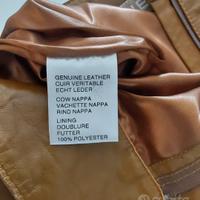 GENUINE LEATHER
CUIR VERITABLE
ECHT LEDER
COW NAPPA
VACHETTE NAPPA
RIND NAPPA
LINING
DOUBLURE
FUTTER
100% POLYESTER